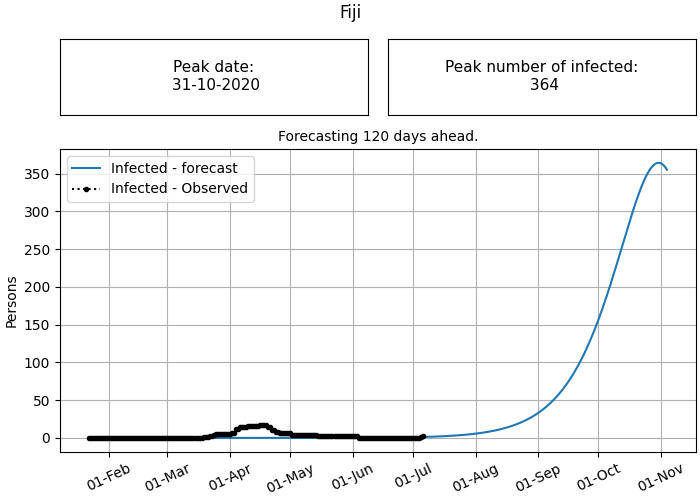 Fiji
Peak date:
31-10-2020
Peak number of infected:
364
Forecasting 120 days ahead.
Infected - forecast
Infected - Observed
Persons
350
300
250
200
150
100
50
0
01-Feb
01-Mar
01-Apr
01-May
01-Jun
01-Jul
01-Aug
01-Sep
01-Oct
01-Nov